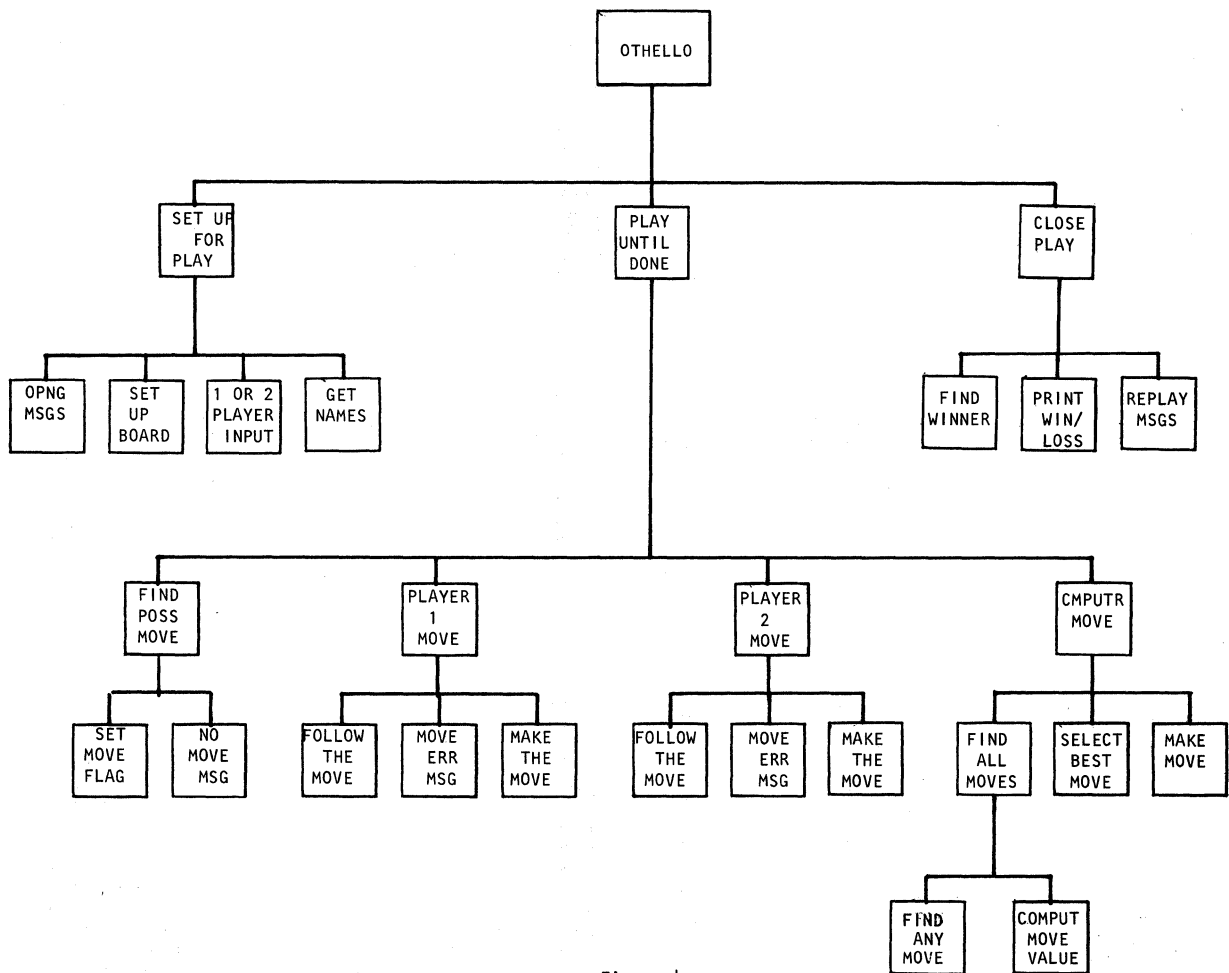 OTHELLO
SET UP
FOR
PLAY
PLAY
UNTIL
DONE
CLOSE
PLAY
OPNG
MSGS
SET
UP
BOARD
1 OR 2
PLAYER
INPUT
GET
NAMES
FIND
WINNER
PRINT
WIN/
LOSS
REPLAY
MSGS
FIND
POSS
MOVE
PLAYER
1
MOVE
PLAYER
2
MOVE
CMPUTR
MOVE
SET
MOVE
FLAG
NO
MOVE
MSG
FOLLOW
THE
MOVE
MOVE
ERR
MSG
MAKE
THE
MOVE
FOLLOW
THE
MOVE
MOVE
ERR
MSG
MAKE
THE
MOVE
FIND
ALL
MOVES
SELECT
BEST
MOVE
MAKE
MOVE
FIND
ANY
MOVE
COMPUT
MOVE
VALUE